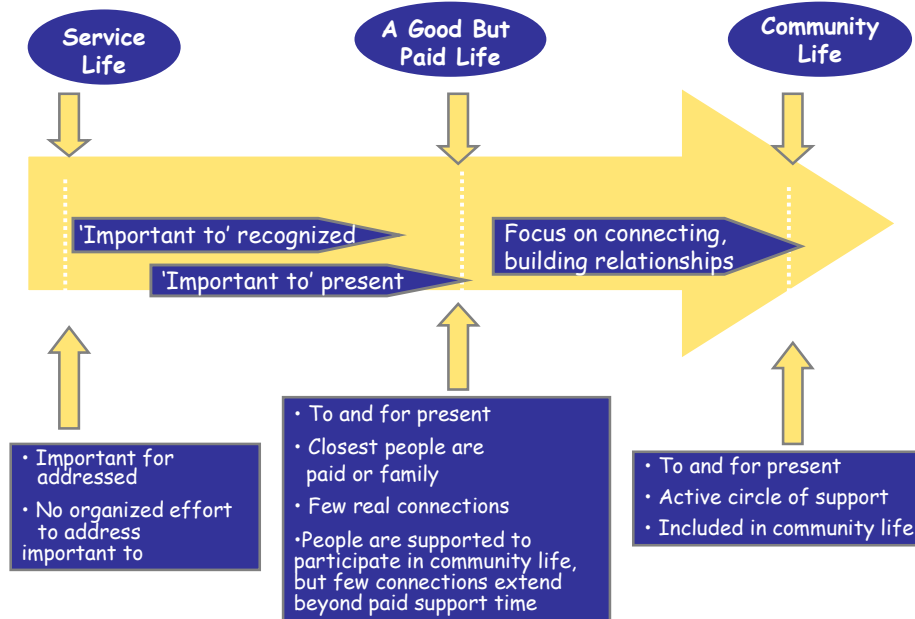 Service
Life
A Good But
Paid Life
Community
Life
‘Important to’ recognized
‘Important to’ present
Focus on connecting,
building relationships
• Important for
addressed
• No organized effort
to address
important to
• To and for present
• Closest people are
paid or family
• Few real connections
•People are supported to
participate in community life,
but few connections extend
beyond paid support time
• To and for present
• Active circle of support
• Included in community life